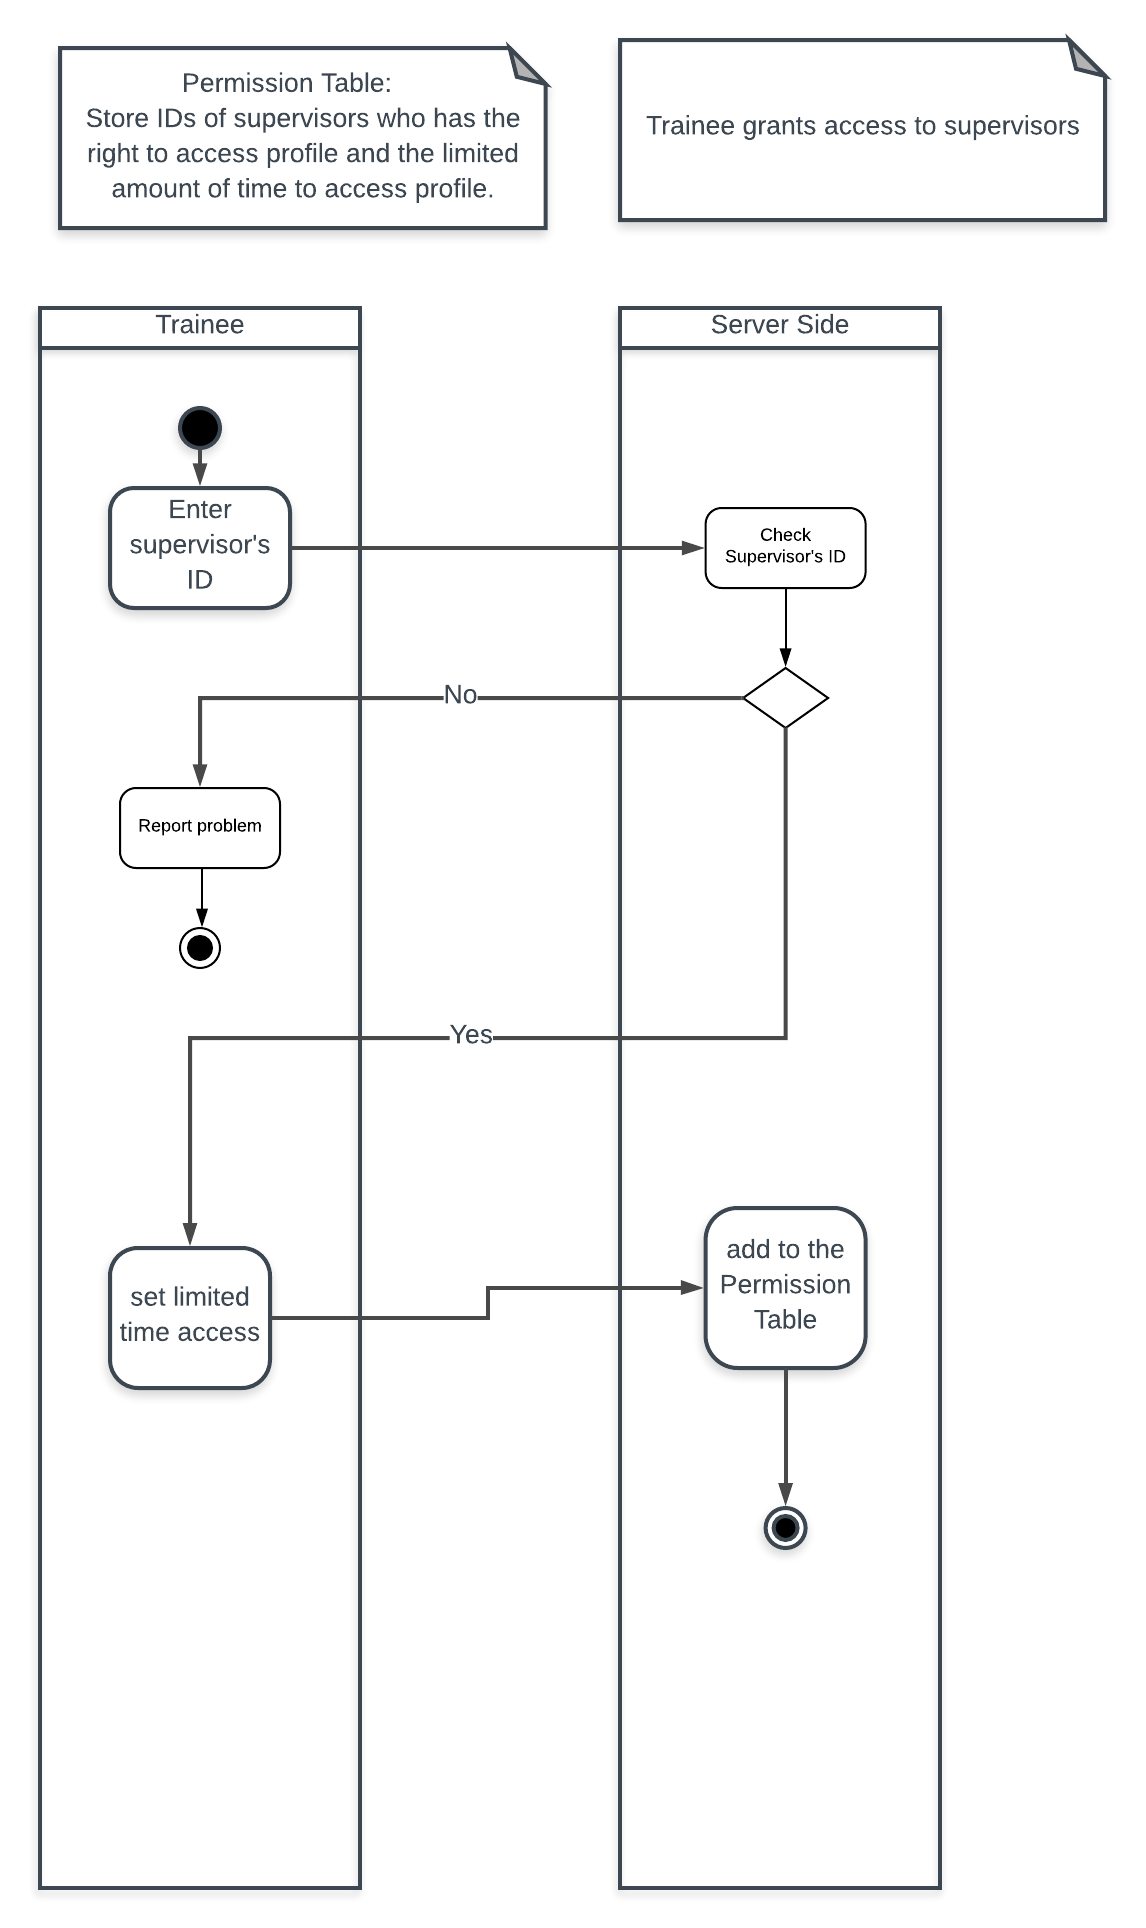 Permission Table:
Store IDs of supervisors who has the
right to access profile and the limited
amount of time to access profile.
Trainee grants access to supervisors
Trainee
Server Side
Enter
supervisor's
ID
Check
Supervisor's ID
No
Report problem
Yes
set limited
time access
add to the
Permission
Table